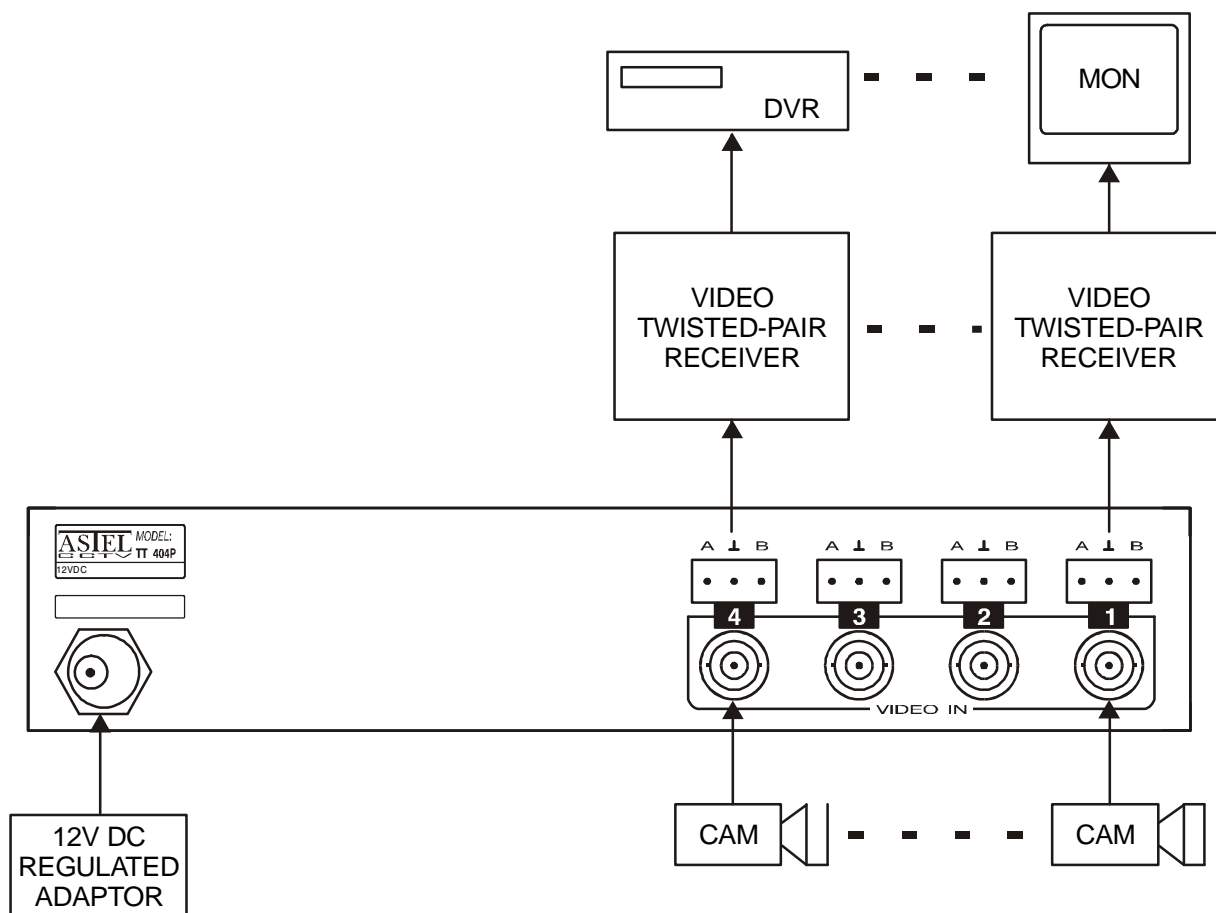 DVR
MON
VIDEO
TWISTED-PAIR
RECEIVER
VIDEO
TWISTED-PAIR
RECEIVER
ASTEL
CCTV
MODEL:
TT 404P
12VDC
A ⊥ B
A ⊥ B
A ⊥ B
A ⊥ B
4
3
2
1
VIDEO IN
12V DC
REGULATED
ADAPTOR
CAM
CAM